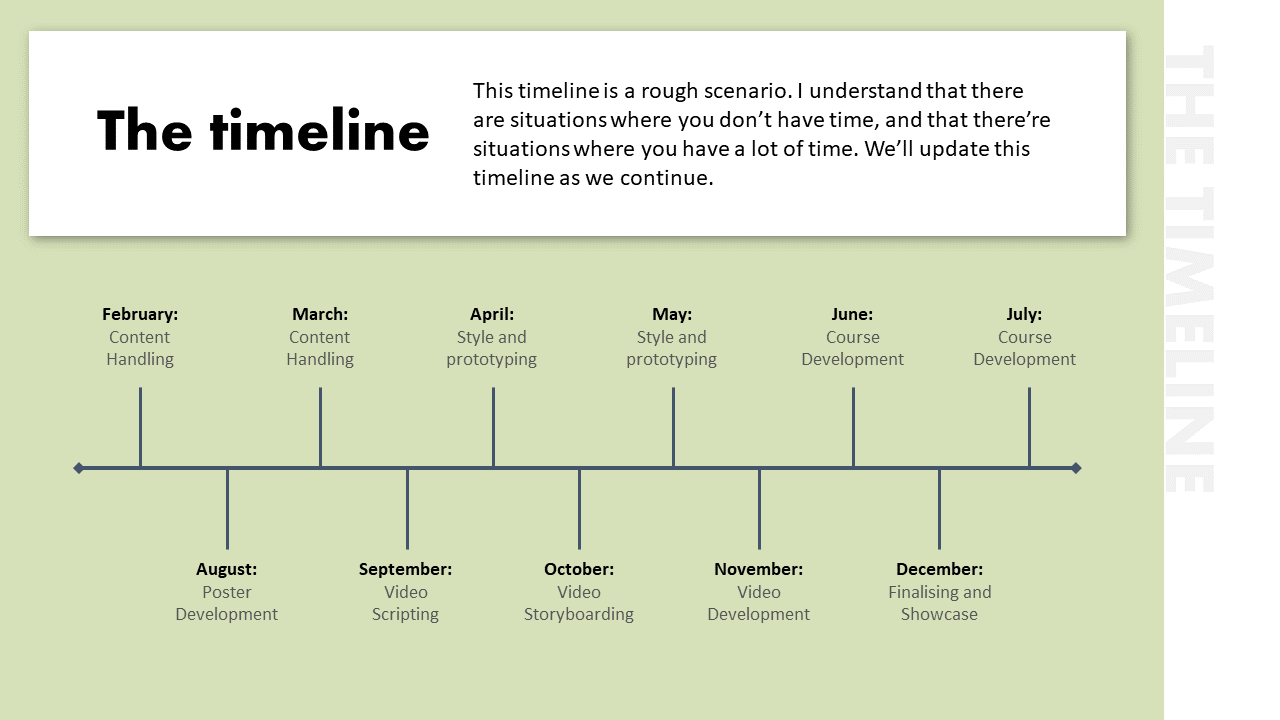 The timeline
This timeline is a rough scenario. I understand that there
are situations where you don't have time, and that there're
situations where you have a lot of time. We'll update this
timeline as we continue.
THE TIMELINE
February:
Content
Handling
March:
Content
Handling
April:
Style and
prototyping
May:
Style and
prototyping
June:
Course
Development
July:
Course
Development
August:
Poster
Development
September:
Video
Scripting
October:
Video
Storyboarding
November:
Video
Development
December:
Finalising and
Showcase